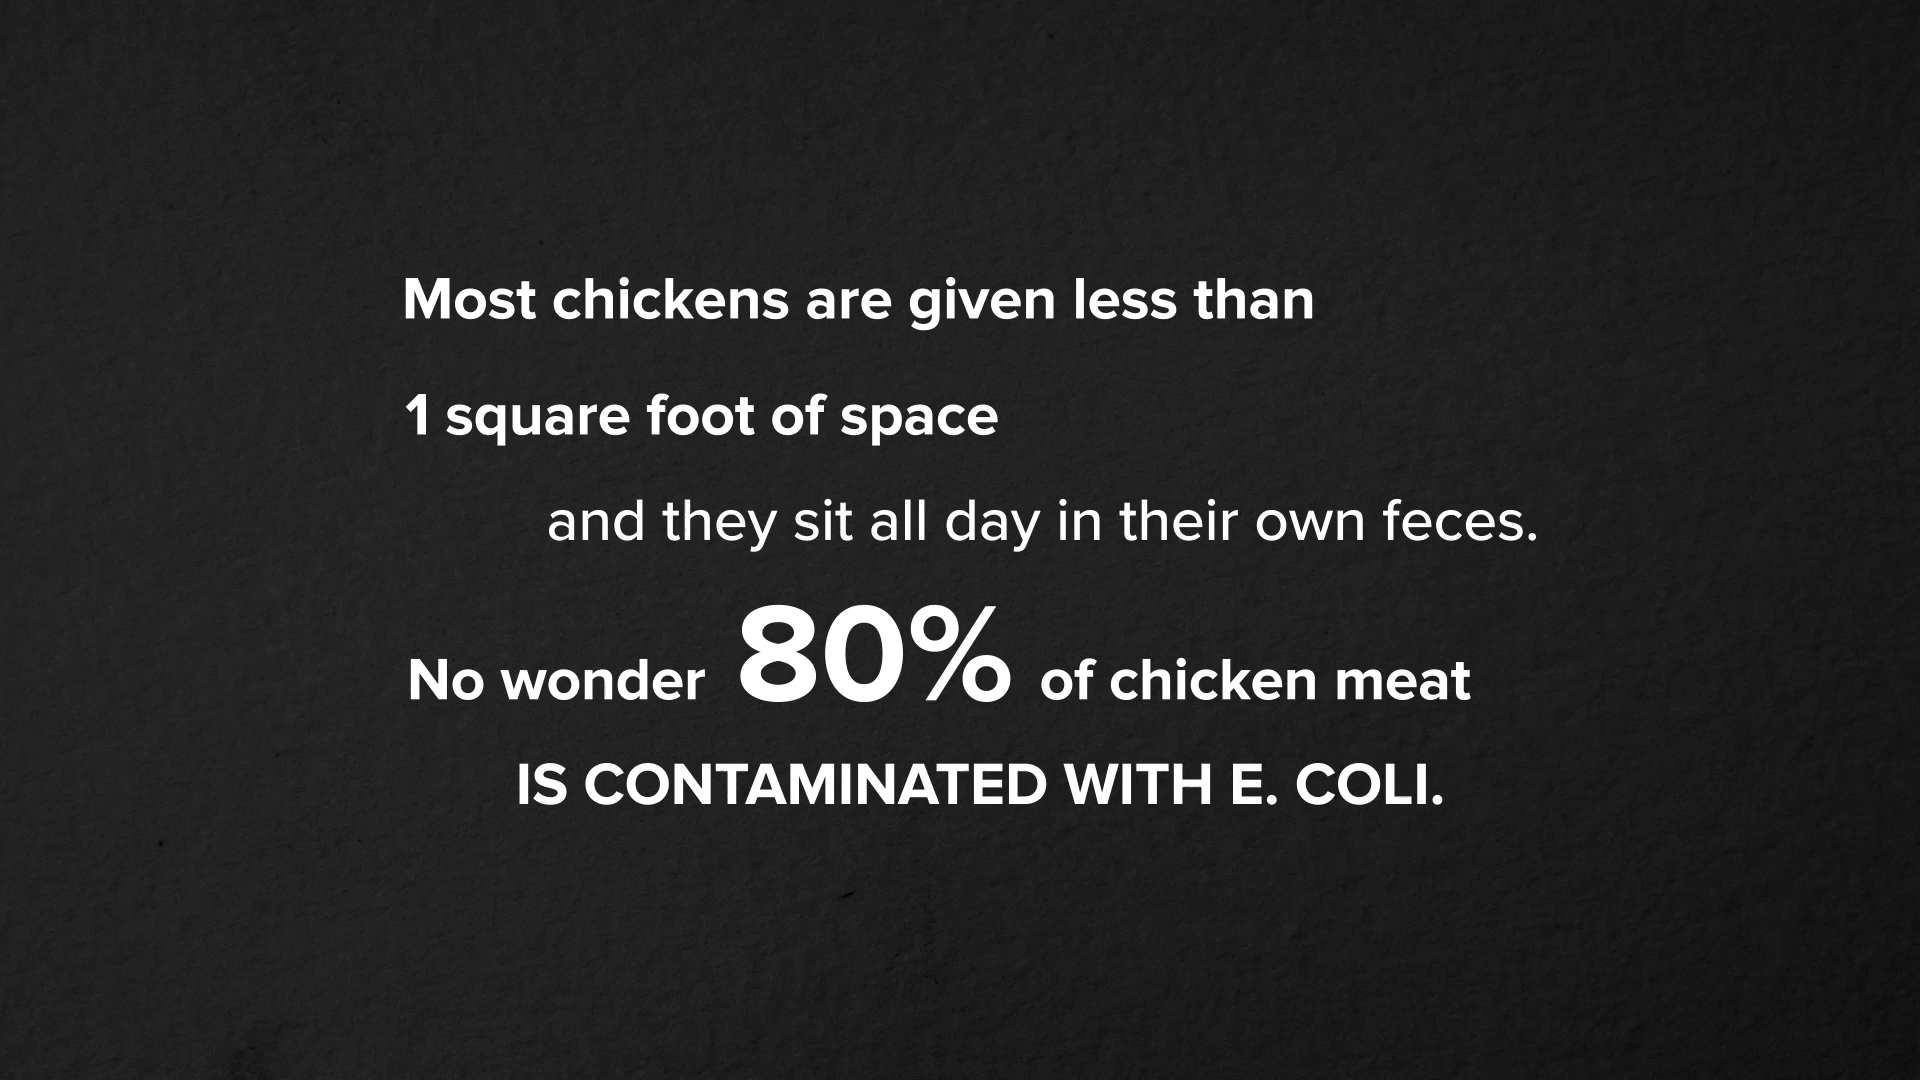 Most chickens are given less than
1 square foot of space
and they sit all day in their own feces.
No wonder 80% of chicken meat
IS CONTAMINATED WITH E. COLI.